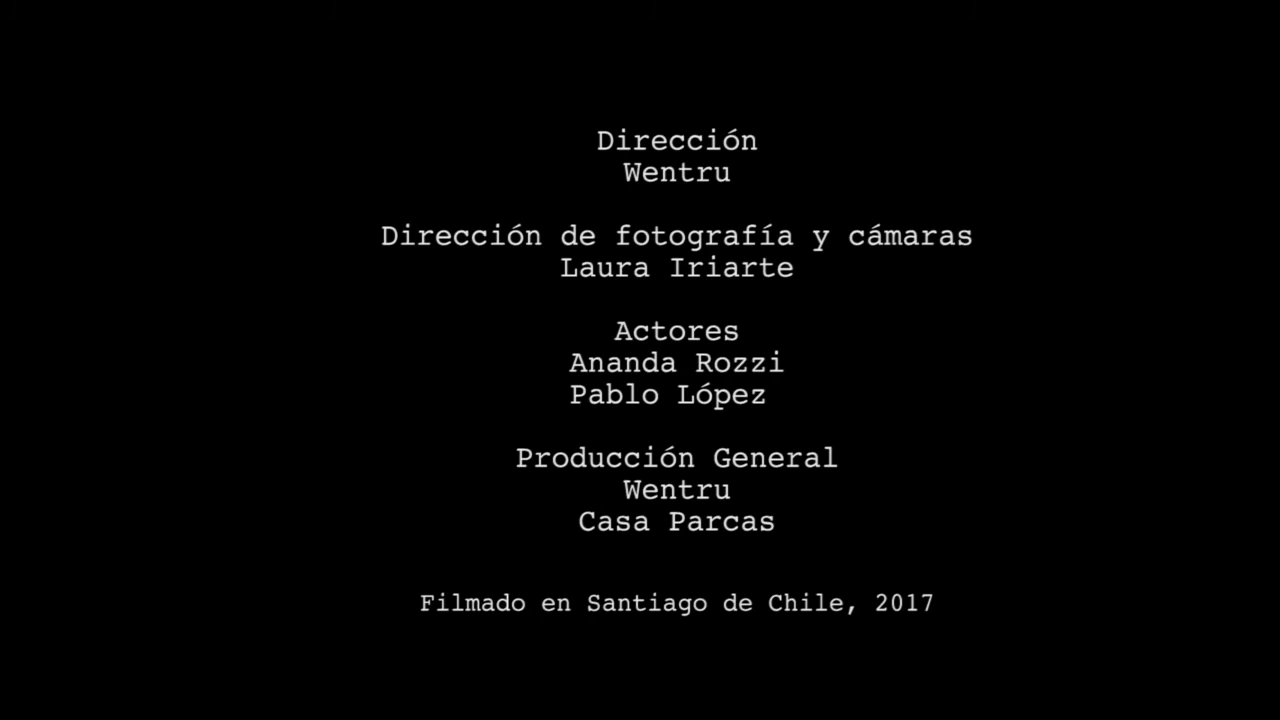 Dirección
Wentru
Dirección de fotografía y cámaras
Laura Iriarte
Actores
Ananda Rozzi
Pablo López
Producción General
Wentru
Casa Parcas
Filmado en Santiago de Chile, 2017